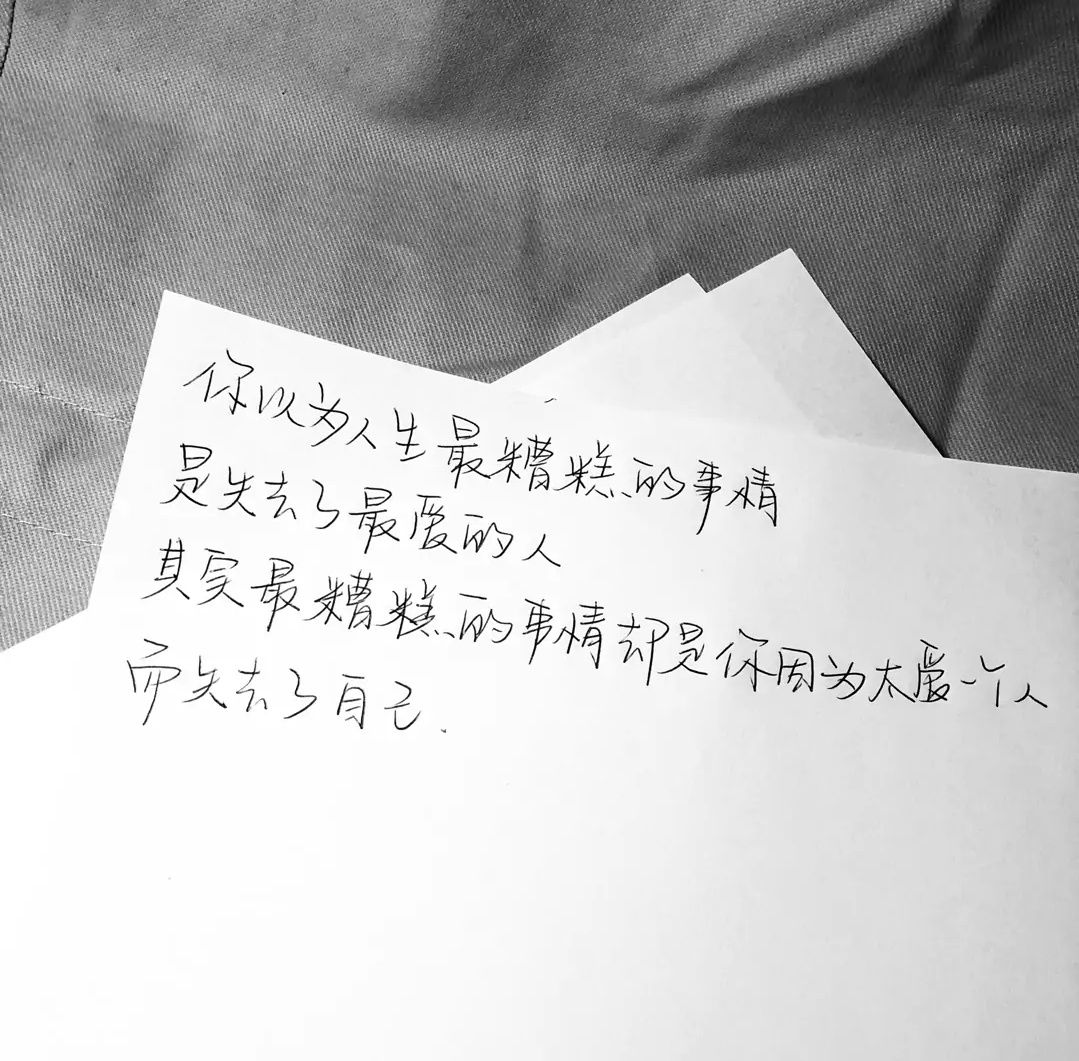 你以为人生最糟糕的事情
是失去了最爱的人
其实最糟糕的事情却是你因为太爱一个人
而失去了自己.